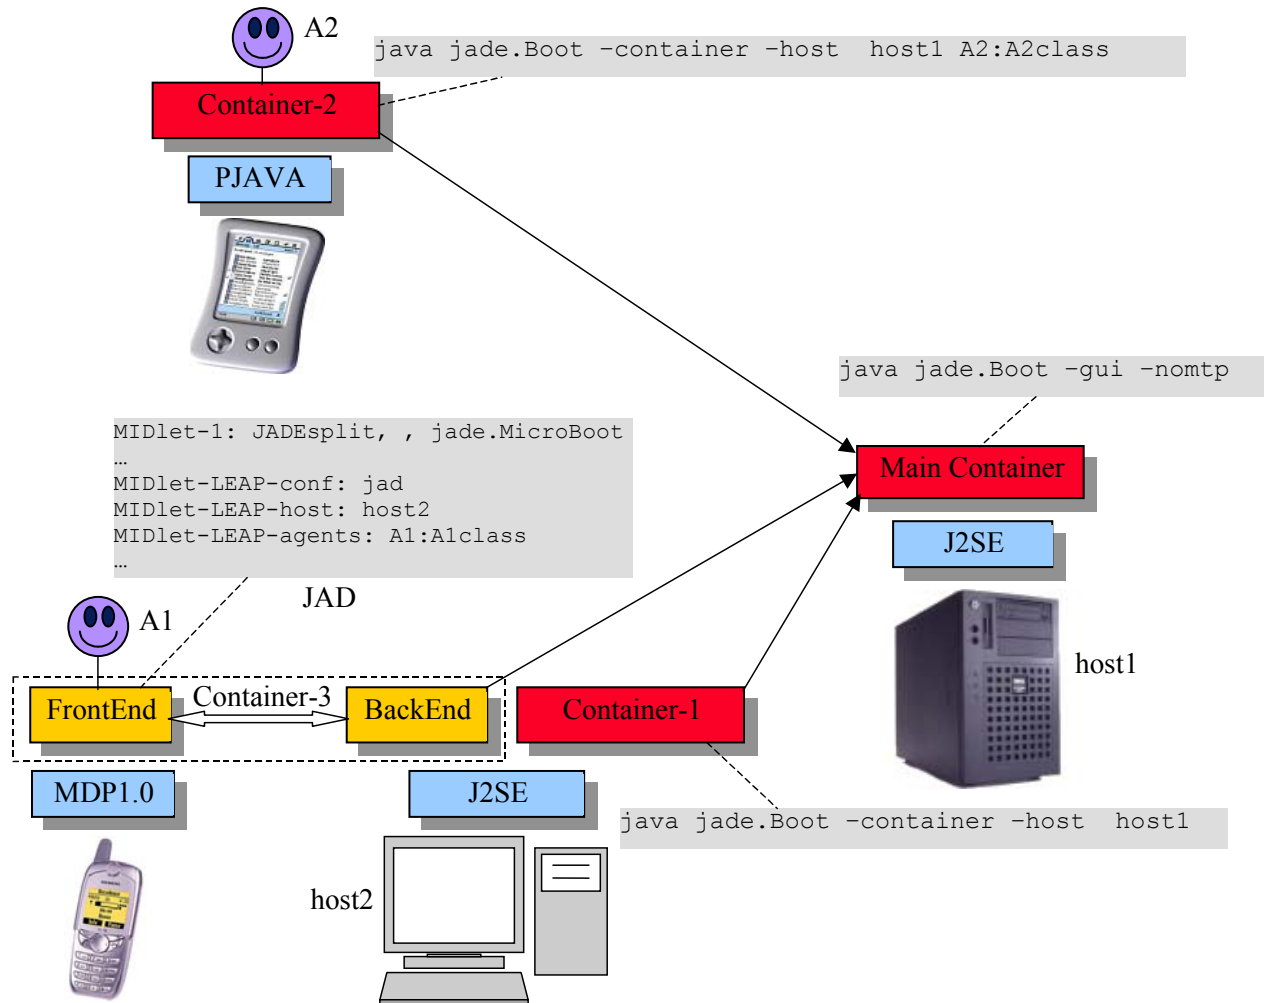 A2
java jade.Boot –container –host  host1 A2:A2class
Container-2
PJAVA
java jade.Boot –gui –nomtp
MIDlet-1: JADEsplit, , jade.MicroBoot
…
MIDlet-LEAP-conf: jad
MIDlet-LEAP-host: host2
MIDlet-LEAP-agents: A1:A1class
…
Main Container
J2SE
JAD
A1
host1
FrontEnd
Container-3
BackEnd
Container-1
MDP1.0
J2SE
java jade.Boot –container –host  host1
host2